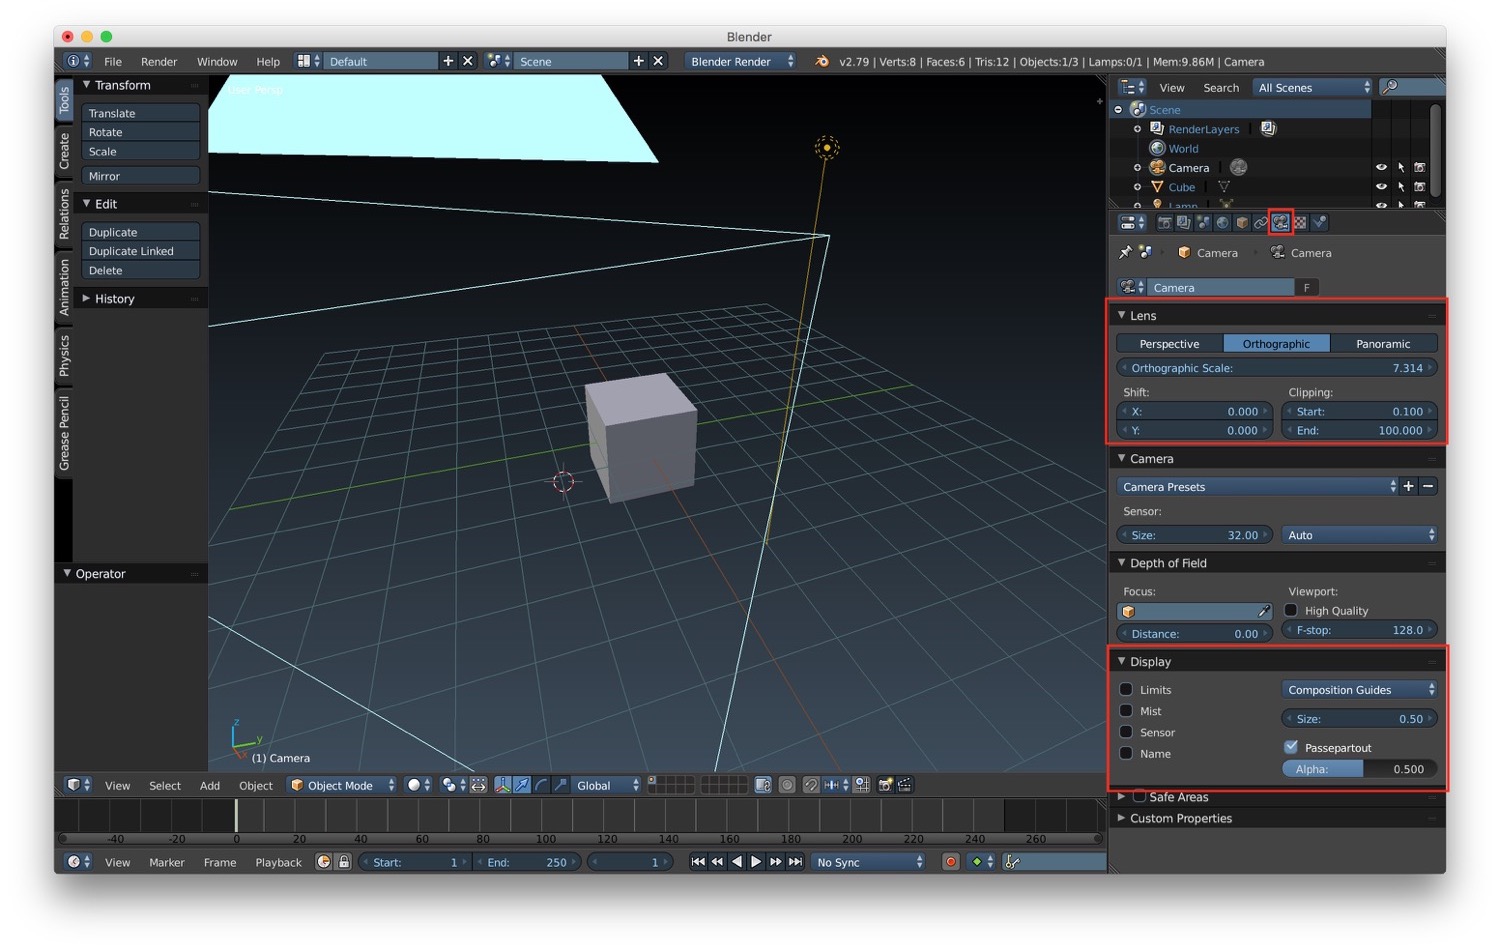 Blender
File Render Window Help Default Scene Blender Render v2.79 | Verts:8 | Faces:6 | Tris:12 | Objects:1/3 | Lamps:0/1 | Mem:9.86M | Camera
Tools
Create
Relations
Animation
Physics
Grease Pencil
Transform
Translate
Rotate
Scale
Mirror
Edit
Duplicate
Duplicate Linked
Delete
History
Operator
User Persp
z
y
x
(1) Camera
View Select Add Object Object Mode Global
-40 -20 0 20 40 60 80 100 120 140 160 180 200 220 240 260
View Marker Frame Playback Start: 1 End: 250 1 No Sync
View Search All Scenes
Scene
RenderLayers
World
Camera
Cube
Lamp
Camera Camera
Camera F
Lens
Perspective Orthographic Panoramic
Orthographic Scale: 7.314
Shift: Clipping:
X: 0.000 Start: 0.100
Y: 0.000 End: 100.000
Camera
Camera Presets
Sensor:
Size: 32.00 Auto
Depth of Field
Focus: Viewport:
High Quality
Distance: 0.00 F-stop: 128.0
Display
Limits Composition Guides
Mist Size: 0.50
Sensor
Passepartout
Name
Alpha: 0.500
Safe Areas
Custom Properties